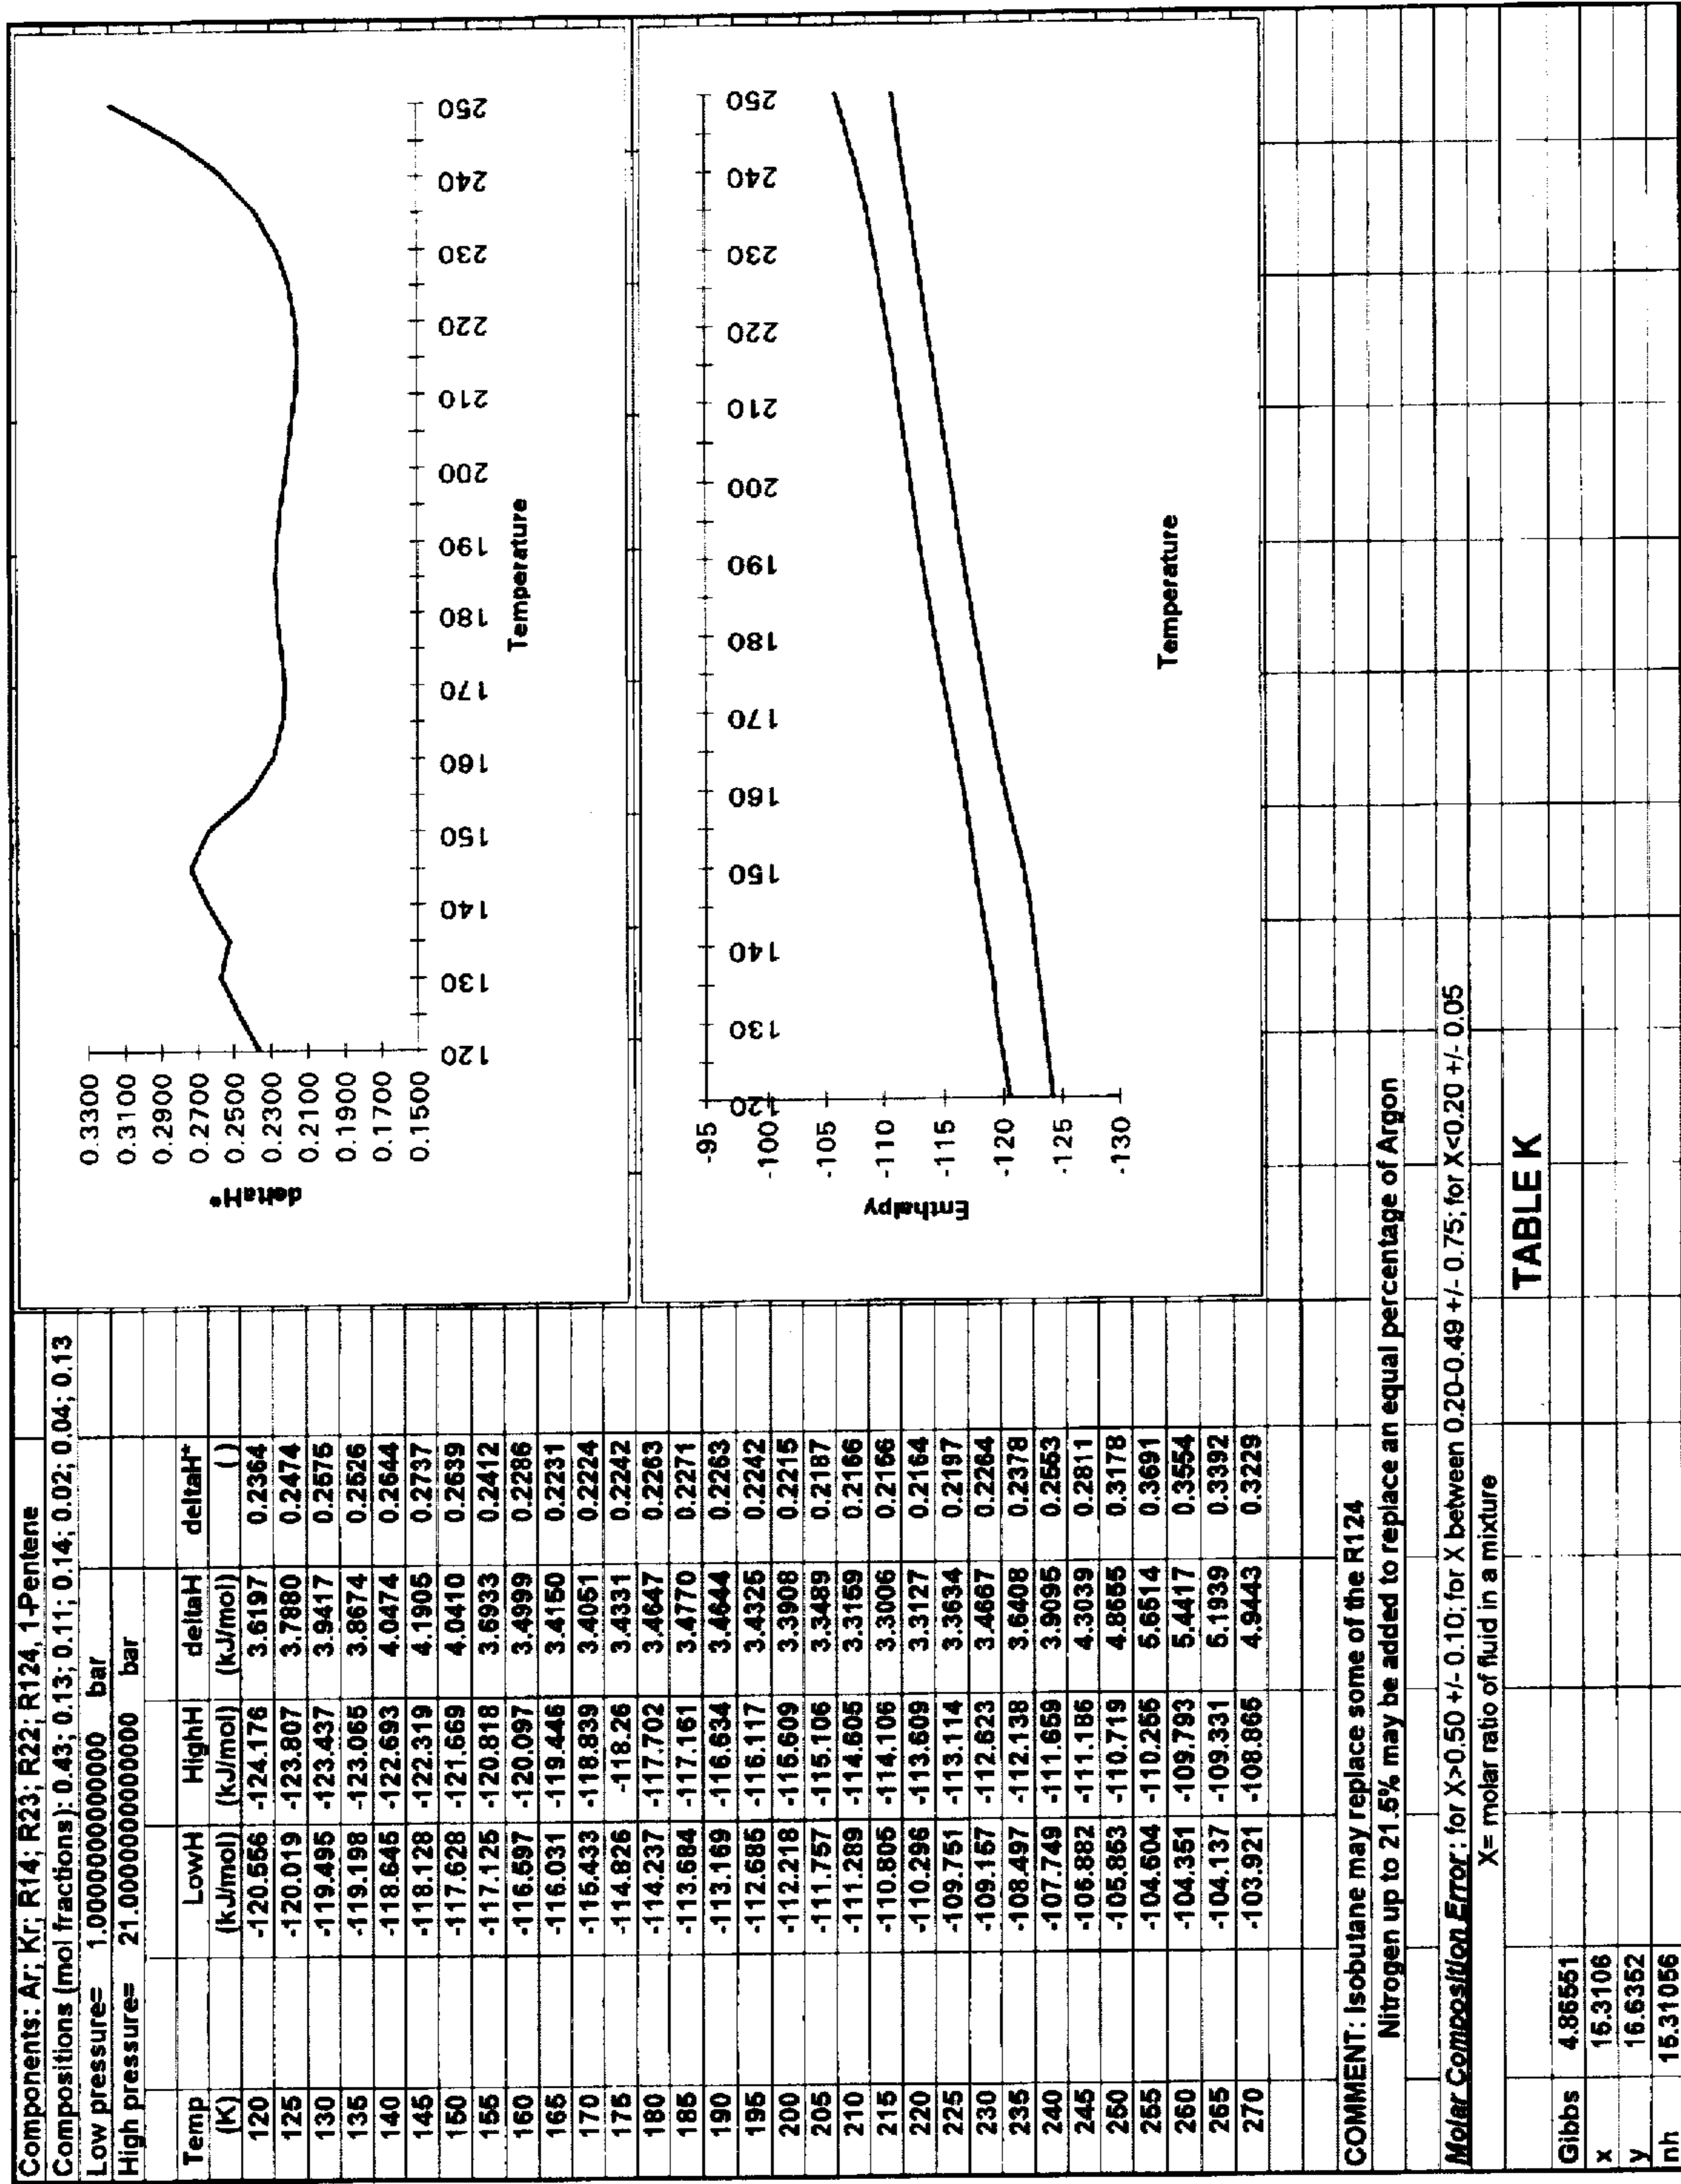 Components: Ar; Kr; R14; R23; R22; R124, 1-Pentene
Compositions (mol fractions): 0.43; 0.13; 0.11; 0.14; 0.02; 0.04; 0.13
Low pressure= 1.000000000000 bar
High pressure= 21.000000000000 bar
Temp LowH HighH deltaH deltaH*
(K) (kJ/mol) (kJ/mol) (kJ/mol) ( )
120 -120.556 -124.176 3.6197 0.2364
125 -120.019 -123.807 3.7880 0.2474
130 -119.495 -123.437 3.9417 0.2575
135 -119.198 -123.065 3.8674 0.2526
140 -118.645 -122.693 4.0474 0.2644
145 -118.128 -122.319 4.1905 0.2737
150 -117.628 -121.669 4.0410 0.2639
155 -117.125 -120.818 3.6933 0.2412
160 -116.597 -120.097 3.4999 0.2286
165 -116.031 -119.446 3.4150 0.2231
170 -115.433 -118.839 3.4051 0.2224
175 -114.826 -118.26 3.4331 0.2242
180 -114.237 -117.702 3.4647 0.2263
185 -113.684 -117.161 3.4770 0.2271
190 -113.169 -116.634 3.4644 0.2263
195 -112.685 -116.117 3.4325 0.2242
200 -112.218 -115.609 3.3908 0.2215
205 -111.757 -115.106 3.3489 0.2187
210 -111.289 -114.605 3.3159 0.2166
215 -110.805 -114.106 3.3006 0.2156
220 -110.296 -113.609 3.3127 0.2164
225 -109.751 -113.114 3.3634 0.2197
230 -109.157 -112.623 3.4667 0.2264
235 -108.497 -112.138 3.6408 0.2378
240 -107.749 -111.659 3.9095 0.2553
245 -106.882 -111.186 4.3039 0.2811
250 -105.853 -110.719 4.8655 0.3178
255 -104.604 -110.255 5.6514 0.3691
260 -104.351 -109.793 5.4417 0.3554
265 -104.137 -109.331 5.1939 0.3392
270 -103.921 -108.865 4.9443 0.3229
deltaH*
0.3300
0.3100
0.2900
0.2700
0.2500
0.2300
0.2100
0.1900
0.1700
0.1500
120 130 140 150 160 170 180 190 200 210 220 230 240 250
Temperature
Enthalpy
-95
-100
-105
-110
-115
-120
-125
-130
120 130 140 150 160 170 180 190 200 210 220 230 240 250
Temperature
COMMENT: Isobutane may replace some of the R124
Nitrogen up to 21.5% may be added to replace an equal percentage of Argon
Molar Composition Error: for X>0.50 +/- 0.10; for X between 0.20-0.49 +/- 0.75; for X<0.20 +/- 0.05
X= molar ratio of fluid in a mixture
TABLE K
Gibbs 4.86551
x 15.3106
y 16.6352
nh 15.31056